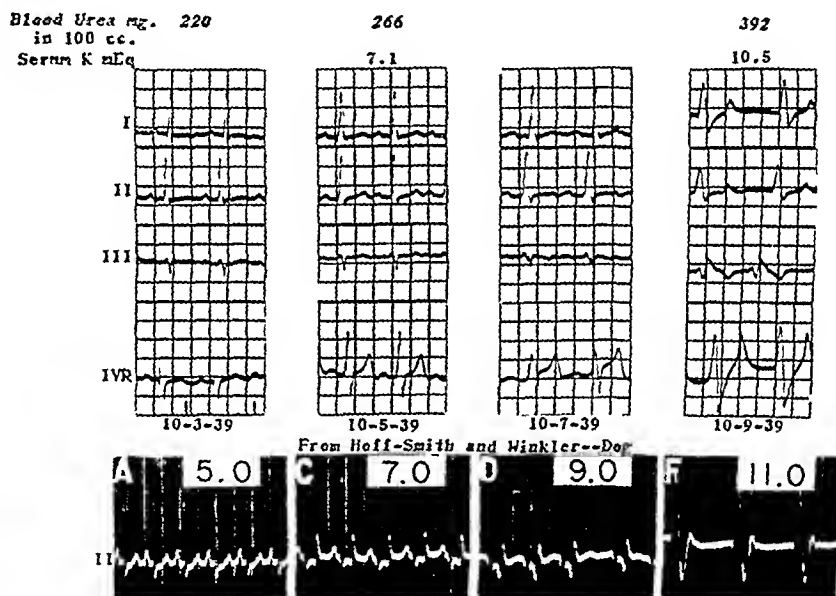 Blood Urea mg. 220 266 392
in 100 cc.
Serum K mEq 7.1 10.5
I
II
III
IVR
10-3-39 10-5-39 10-7-39 10-9-39
From Hoff-Smith and Winkler--Dog
A 5.0 C 7.0 D 9.0 F 11.0
II